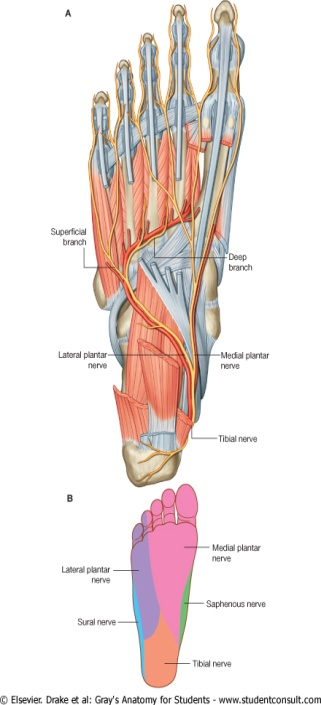 A
Superficial
branch
Deep
branch
Lateral plantar
nerve
Medial plantar
nerve
Tibial nerve
B
Medial plantar
nerve
Lateral plantar
nerve
Saphenous nerve
Sural nerve
Tibial nerve
© Elsevier. Drake et al: Gray's Anatomy for Students - www.studentconsult.com